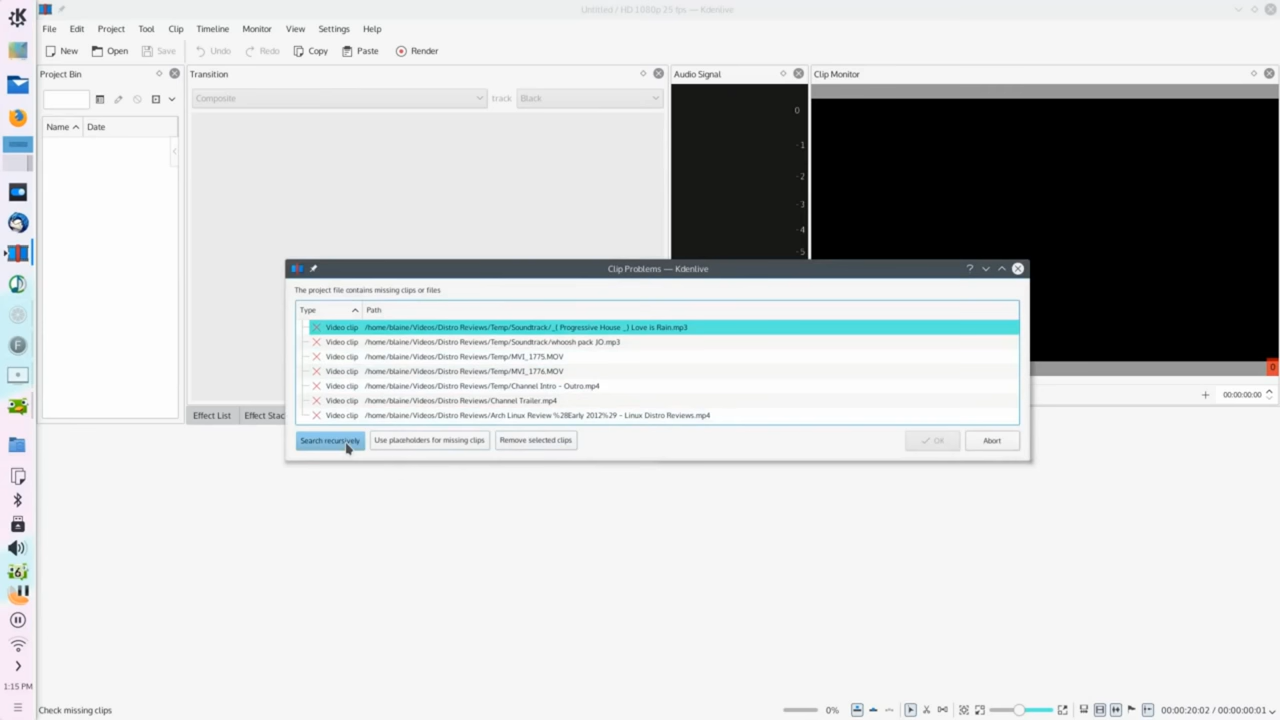 Untitled / HD 1080p 25 fps — Kdenlive
File Edit Project Tool Clip Timeline Monitor View Settings Help
New Open Save Undo Redo Copy Paste Render
Project Bin
Transition
Audio Signal
Clip Monitor
Composite track Black
Name Date
0
-1
-2
-3
-4
-5
Clip Problems — Kdenlive
The project file contains missing clips or files
Type Path
Video clip /home/blaine/Videos/Distro Reviews/Temp/Soundtrack/_( Progressive House _) Love is Rain.mp3
Video clip /home/blaine/Videos/Distro Reviews/Temp/Soundtrack/whoosh pack JO.mp3
Video clip /home/blaine/Videos/Distro Reviews/Temp/MVI_1775.MOV
Video clip /home/blaine/Videos/Distro Reviews/Temp/MVI_1776.MOV
Video clip /home/blaine/Videos/Distro Reviews/Temp/Channel Intro - Outro.mp4
Video clip /home/blaine/Videos/Distro Reviews/Channel Trailer.mp4
Video clip /home/blaine/Videos/Distro Reviews/Arch Linux Review %28Early 2012%29 - Linux Distro Reviews.mp4
Search recursively Use placeholders for missing clips Remove selected clips OK Abort
0
00:00:00:00
Effect List Effect Stac
1:15 PM
Check missing clips
0%
00:00:20:02 / 00:00:00:01